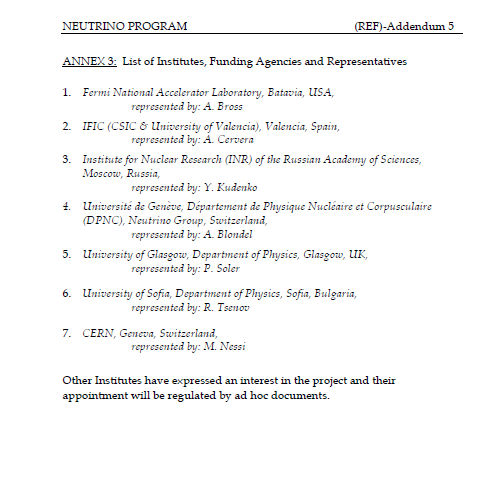 NEUTRINO PROGRAM (REF)-Addendum 5
ANNEX 3: List of Institutes, Funding Agencies and Representatives
1. Fermi National Accelerator Laboratory, Batavia, USA,
represented by: A. Bross
2. IFIC (CSIC & University of Valencia), Valencia, Spain,
represented by: A. Cervera
3. Institute for Nuclear Research (INR) of the Russian Academy of Sciences,
Moscow, Russia,
represented by: Y. Kudenko
4. Université de Genève, Département de Physique Nucléaire et Corpusculaire
(DPNC), Neutrino Group, Switzerland,
represented by: A. Blondel
5. University of Glasgow, Department of Physics, Glasgow, UK,
represented by: P. Soler
6. University of Sofia, Department of Physics, Sofia, Bulgaria,
represented by: R. Tsenov
7. CERN, Geneva, Switzerland,
represented by: M. Nessi
Other Institutes have expressed an interest in the project and their
appointment will be regulated by ad hoc documents.